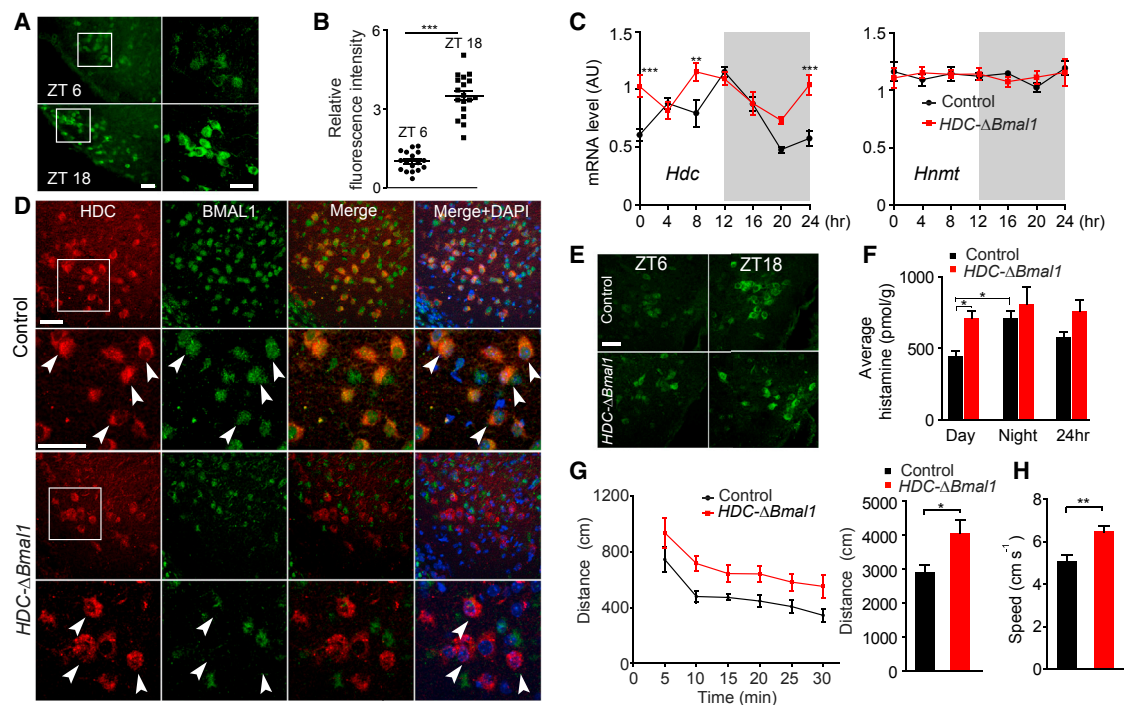 A
ZT 6
ZT 18
B
Relative
fluorescence intensity
6
3
0
***
ZT 18
ZT 6
C
mRNA level (AU)
1.5
1
0.5
0
***
**
***
Hdc
0 4 8 12 16 20 24 (hr)
1.5
1
0.5
0
Control
HDC-ΔBmal1
Hnmt
0 4 8 12 16 20 24 (hr)
D
HDC BMAL1 Merge Merge+DAPI
Control
HDC-ΔBmal1
E
ZT6 ZT18
Control
HDC-ΔBmal1
F
Control
HDC-ΔBmal1
Average
histamine (pmol/g)
1000
500
0
* *
Day Night 24hr
G
Distance (cm)
1200
800
400
0
Control
HDC-ΔBmal1
5 10 15 20 25 30
Time (min)
Control
HDC-ΔBmal1
Distance (cm)
5000
4000
3000
2000
1000
0
*
H
Speed (cm s-1)
8
6
4
2
0
**